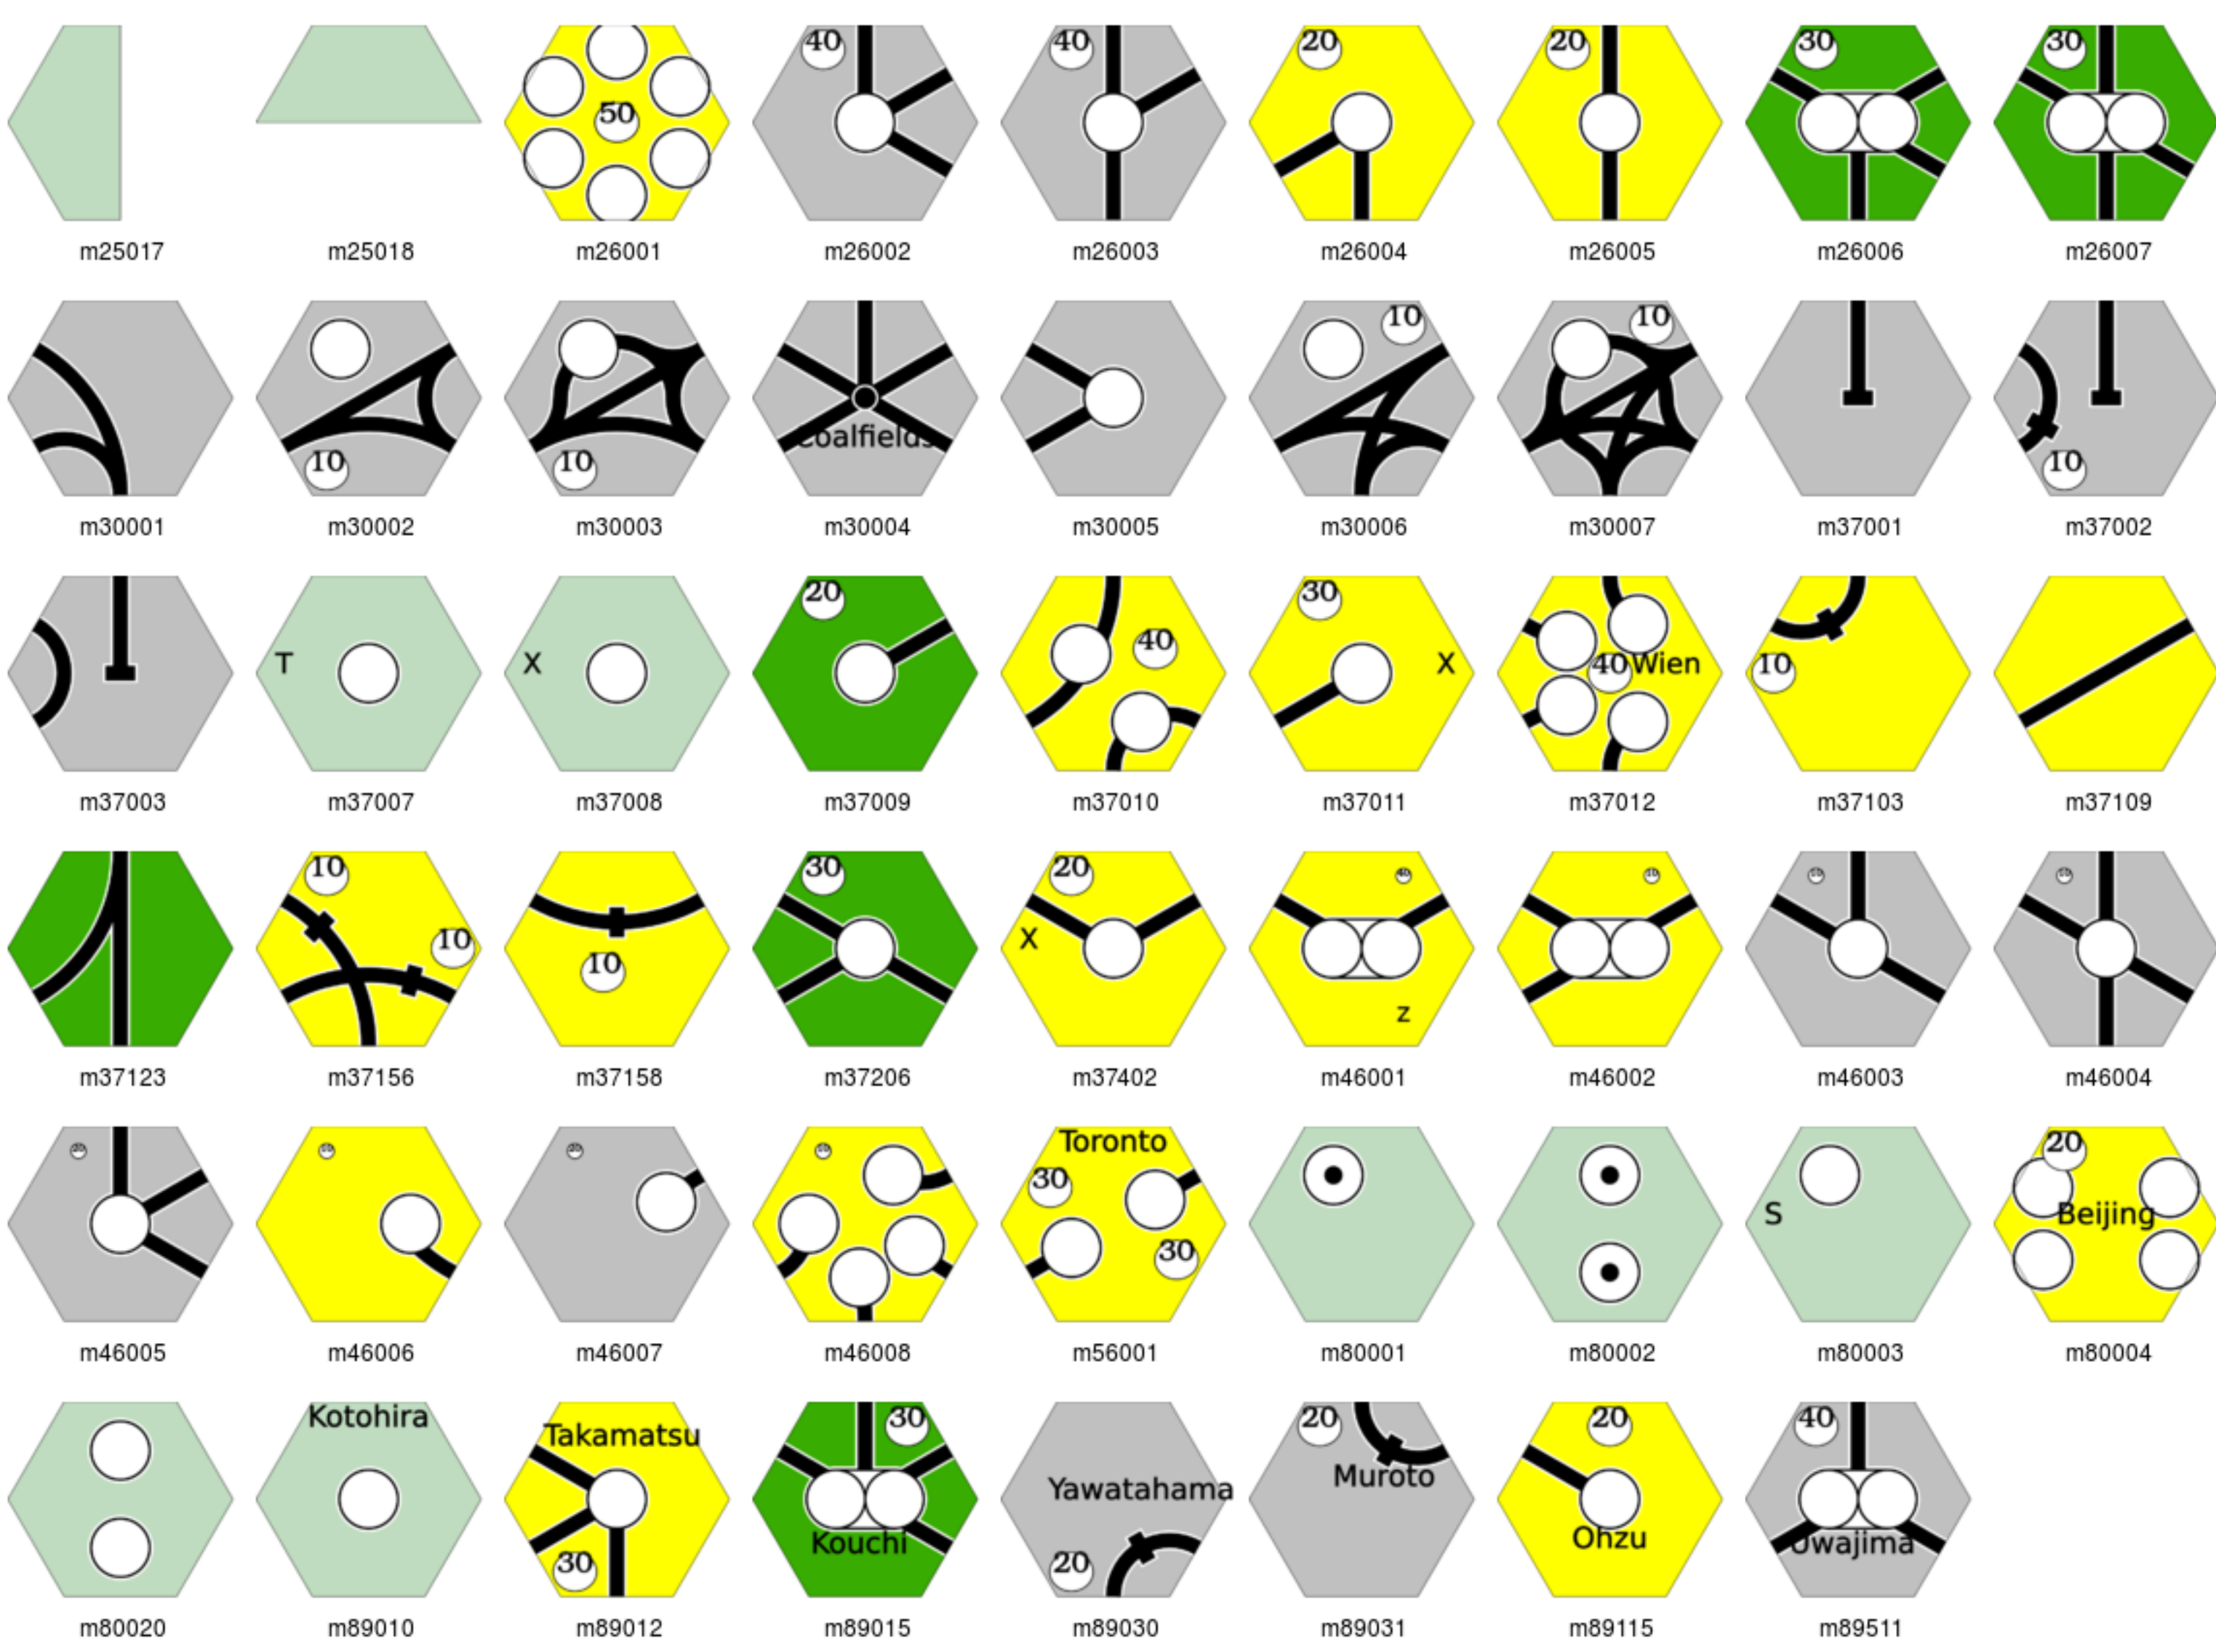 50 40 40 20 20 30 30
m25017 m25018 m26001 m26002 m26003 m26004 m26005 m26006 m26007
10 10
Coalfields
10 10 10
m30001 m30002 m30003 m30004 m30005 m30006 m30007 m37001 m37002
20 30
40
T X X 40 Wien 10
m37003 m37007 m37008 m37009 m37010 m37011 m37012 m37103 m37109
10 30 20
X 10
10 z
m37123 m37156 m37158 m37206 m37402 m46001 m46002 m46003 m46004
Toronto 20
30
S Beijing
30
m46005 m46006 m46007 m46008 m56001 m80001 m80002 m80003 m80004
Kotohira 30 20 20 40
Takamatsu
Yawatahama Muroto
Kouchi Ohzu Uwajima
30 20
m80020 m89010 m89012 m89015 m89030 m89031 m89115 m89511